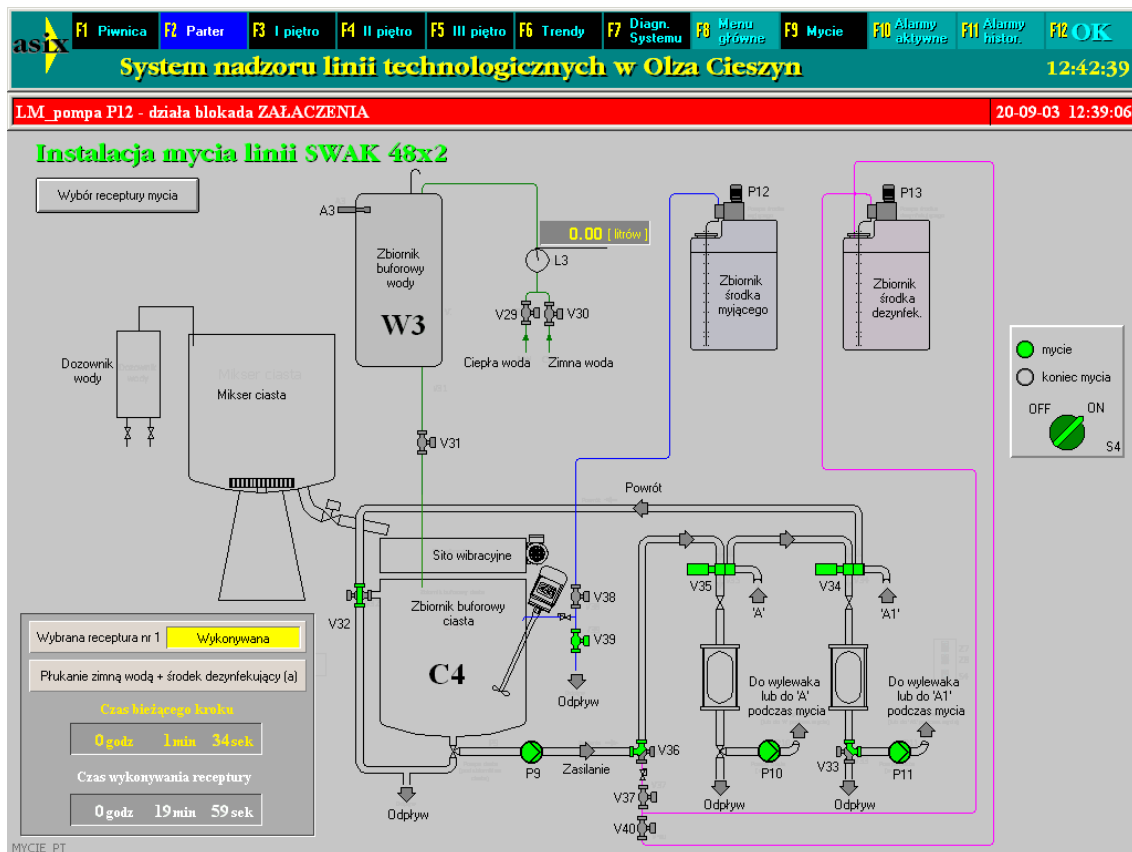 asix
F1 Piwnica
F2 Parter
F3 I piętro
F4 II piętro
F5 III piętro
F6 Trendy
F7 Diagn. Systemu
F8 Menu główne
F9 Mycie
F10 Alarmy aktywne
F11 Alarmy histor.
F12 OK
System nadzoru linii technologicznych w Olza Cieszyn
12:42:39
LM_pompa P12 - działa blokada ZAŁACZENIA
20-09-03 12:39:06
Instalacja mycia linii SWAK 48x2
Wybór receptury mycia
A3
Zbiornik
buforowy
wody
W3
0.00 [ litrów ]
L3
V29
V30
Ciepła woda
Zimna woda
P12
Zbiornik
środka
myjącego
P13
Zbiornik
środka
dezynfek.
mycie
koniec mycia
OFF
ON
S4
Dozownik
wody
Dozownik
wody
Mikser ciasta
Mikser ciasta
V31
Powrót
Sito wibracyjne
Zbiornik buforowy
ciasta
C4
V32
V38
V39
Odpływ
V35
'A'
V34
'A1'
Do wylewaka
lub do 'A'
podczas mycia
Do wylewaka
lub do 'A1'
podczas mycia
P9
Zasilanie
V36
V37
V40
P10
V33
P11
Odpływ
Odpływ
Odpływ
Wybrana receptura nr 1
Wykonywana
Płukanie zimną wodą + środek dezynfekujący (a)
Czas bieżącego kroku
0 godz 1 min 34 sek
Czas wykonywania receptury
0 godz 19 min 59 sek
MYCIE_PT